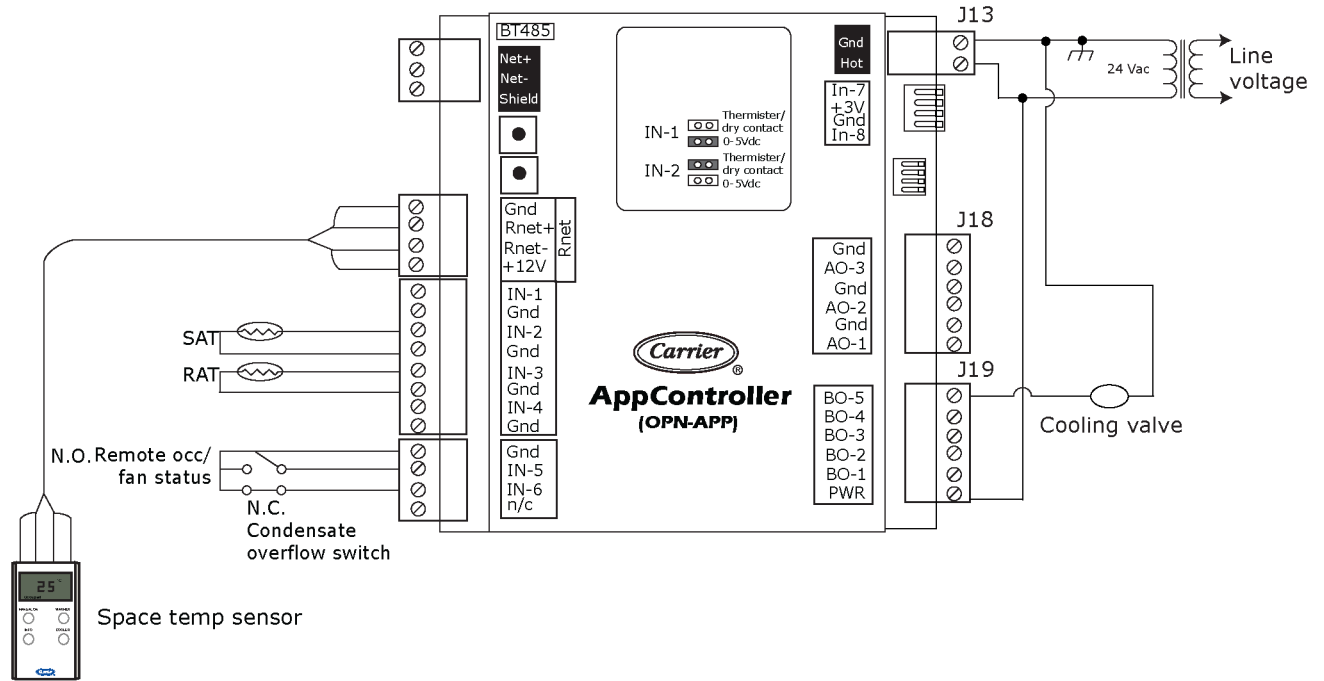 BT485
Net+
Net-
Shield
Gnd
Rnet+
Rnet-
+12V
Rnet
IN-1
Gnd
IN-2
Gnd
IN-3
Gnd
IN-4
Gnd
Gnd
IN-5
IN-6
n/c
SAT
RAT
N.O. Remote occ/
fan status
N.C.
Condensate
overflow switch
25
Space temp sensor
IN-1
Thermister/
dry contact
0-5Vdc
IN-2
Thermister/
dry contact
0-5Vdc
Carrier
®
AppController
(OPN-APP)
Gnd
Hot
In-7
+3V
Gnd
In-8
Gnd
AO-3
Gnd
AO-2
Gnd
AO-1
BO-5
BO-4
BO-3
BO-2
BO-1
PWR
J13
24 Vac
Line
voltage
J18
J19
Cooling valve